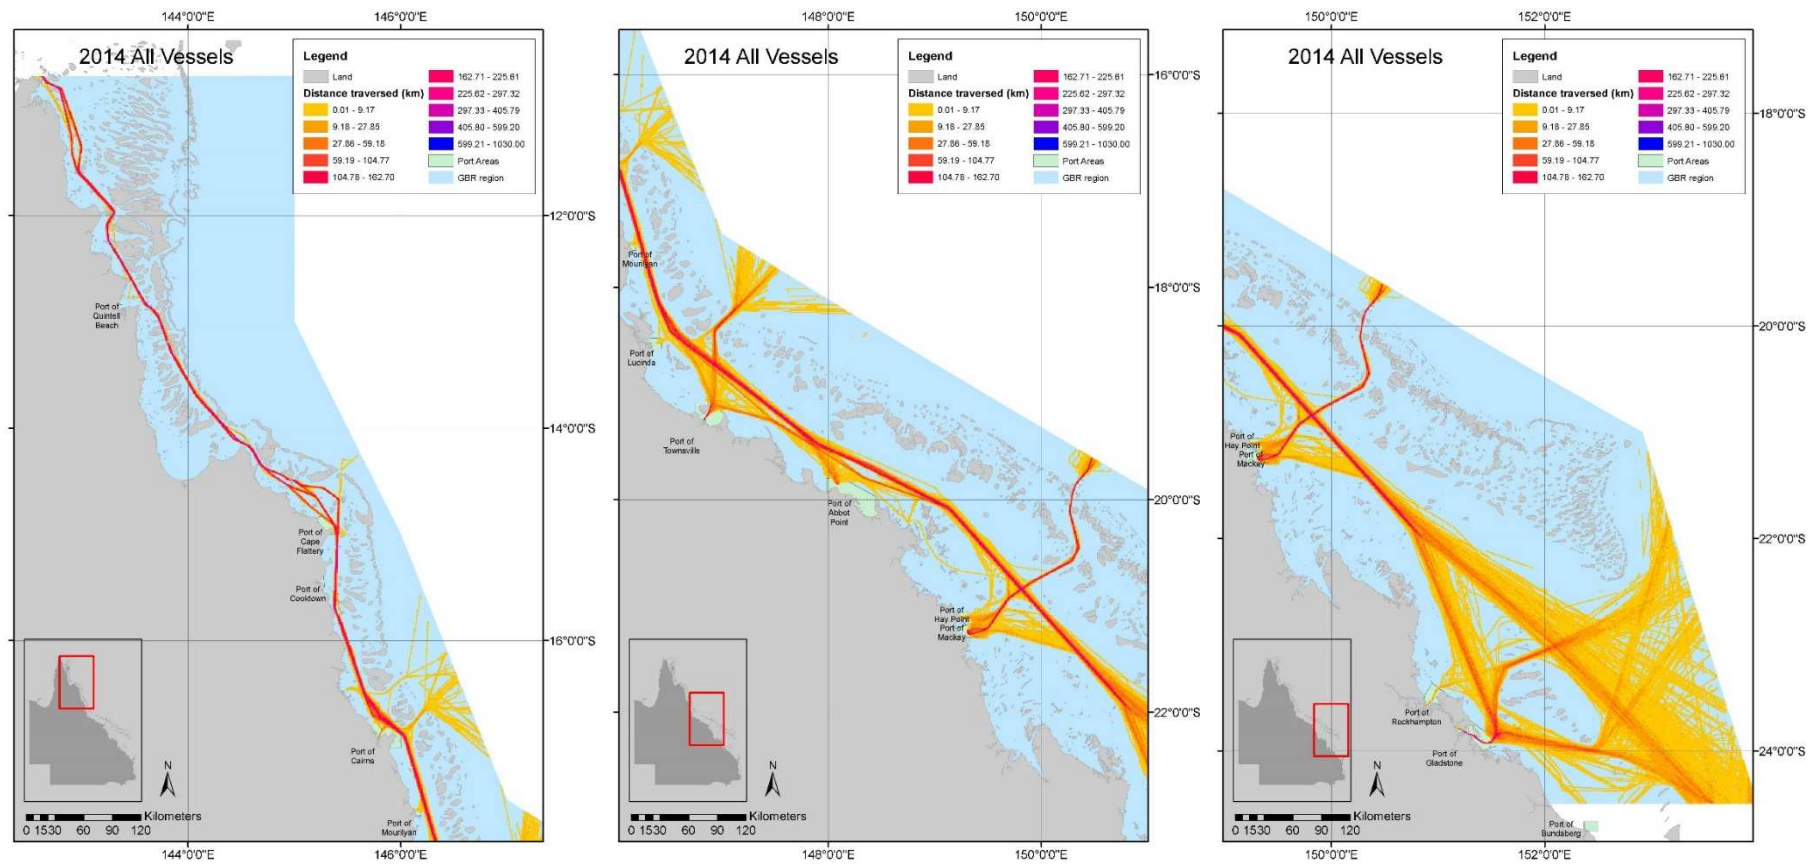 144°0'0"E
146°0'0"E
2014 All Vessels
Legend
Land
Distance traversed (km)
0.01 - 9.17
9.18 - 27.85
27.86 - 59.18
59.19 - 104.77
104.78 - 162.70
162.71 - 225.61
225.62 - 297.32
297.33 - 405.79
405.80 - 599.20
599.21 - 1030.00
Port Areas
GBR region
12°0'0"S
14°0'0"S
16°0'0"S
Port of
Quintell
Beach
Port of
Cape
Flattery
Port of
Cooktown
Port of
Cairns
Port of
Mourilyan
N
Kilometers
0 1530 60 90 120
144°0'0"E
146°0'0"E
148°0'0"E
150°0'0"E
2014 All Vessels
Legend
Land
Distance traversed (km)
0.01 - 9.17
9.18 - 27.85
27.86 - 59.18
59.19 - 104.77
104.78 - 162.70
162.71 - 225.61
225.62 - 297.32
297.33 - 405.79
405.80 - 599.20
599.21 - 1030.00
Port Areas
GBR region
16°0'0"S
18°0'0"S
20°0'0"S
22°0'0"S
Port of
Mourilyan
Port of
Lucinda
Port of
Townsville
Port of
Abbot
Point
Port of
Hay Point
Port of
Mackay
N
Kilometers
0 1530 60 90 120
148°0'0"E
150°0'0"E
150°0'0"E
152°0'0"E
2014 All Vessels
Legend
Land
Distance traversed (km)
0.01 - 9.17
9.18 - 27.85
27.86 - 59.18
59.19 - 104.77
104.78 - 162.70
162.71 - 225.61
225.62 - 297.32
297.33 - 405.79
405.80 - 599.20
599.21 - 1030.00
Port Areas
GBR region
18°0'0"S
20°0'0"S
22°0'0"S
24°0'0"S
Port of
Hay Point
Port of
Mackay
Port of
Rockhampton
Port of
Gladstone
Port of
Bundaberg
N
Kilometers
0 1530 60 90 120
150°0'0"E
152°0'0"E